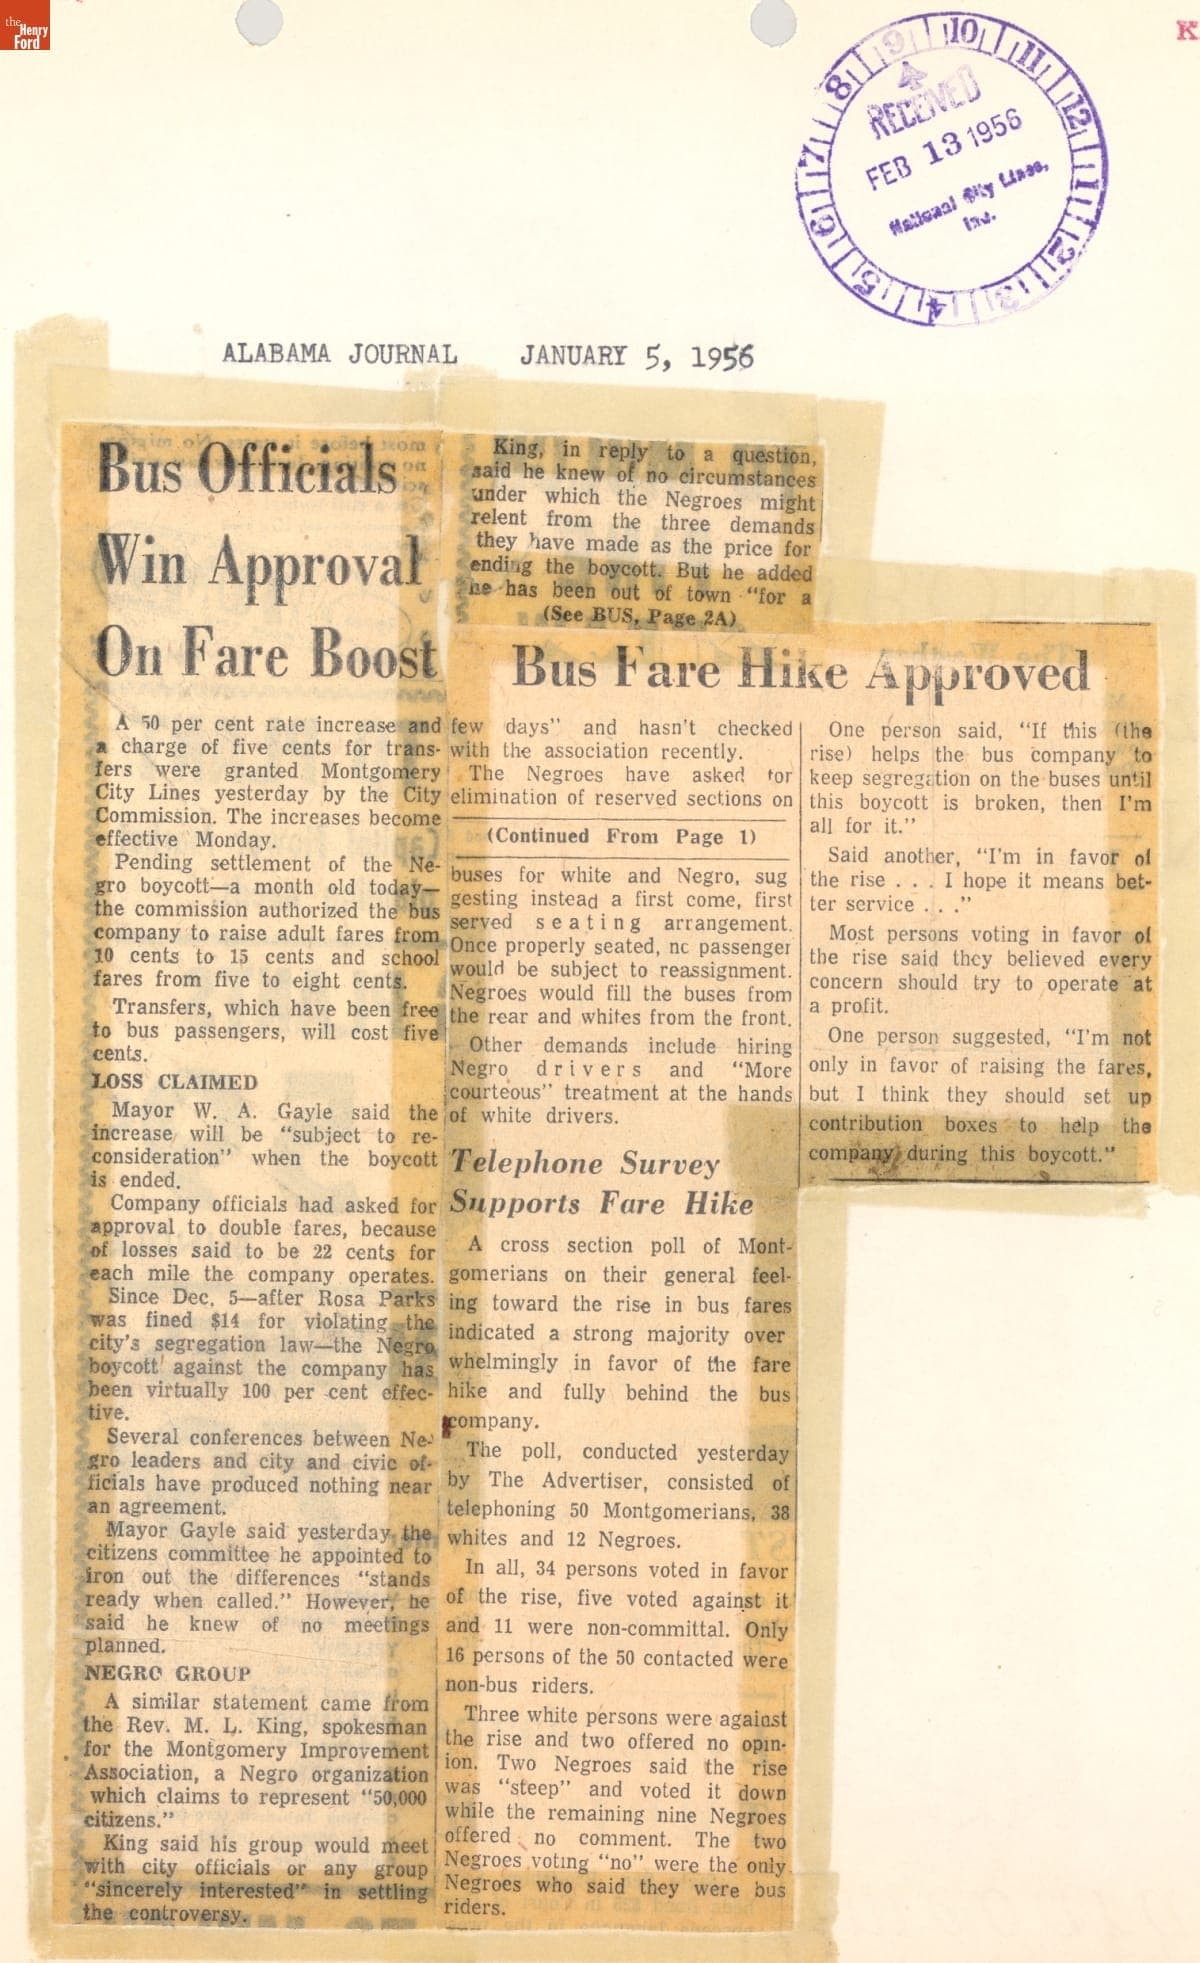 the
Henry
Ford
K
9 10 11 12 1 2 3 4 5 6 7 8
RECEIVED
FEB 13 1956
National City Lines,
Inc.
ALABAMA JOURNAL JANUARY 5, 1956
Bus Officials
Win Approval
On Fare Boost
A 50 per cent rate increase and
a charge of five cents for trans-
fers were granted Montgomery
City Lines yesterday by the City
Commission. The increases become
effective Monday.
Pending settlement of the Ne-
gro boycott—a month old today—
the commission authorized the bus
company to raise adult fares from
10 cents to 15 cents and school
fares from five to eight cents.
Transfers, which have been free
to bus passengers, will cost five
cents.
LOSS CLAIMED
Mayor W. A. Gayle said the
increase will be "subject to re-
consideration" when the boycott
is ended.
Company officials had asked for
approval to double fares, because
of losses said to be 22 cents for
each mile the company operates.
Since Dec. 5—after Rosa Parks
was fined $14 for violating the
city's segregation law—the Negro
boycott against the company has
been virtually 100 per cent effec-
tive.
Several conferences between Ne-
gro leaders and city and civic of-
ficials have produced nothing near
an agreement.
Mayor Gayle said yesterday the
citizens committee he appointed to
iron out the differences "stands
ready when called." However, he
said he knew of no meetings
planned.
NEGRO GROUP
A similar statement came from
the Rev. M. L. King, spokesman
for the Montgomery Improvement
Association, a Negro organization
which claims to represent "50,000
citizens."
King said his group would meet
with city officials or any group
"sincerely interested" in settling
the controversy.
King, in reply to a question,
said he knew of no circumstances
under which the Negroes might
relent from the three demands
they have made as the price for
ending the boycott. But he added
he has been out of town "for a
(See BUS, Page 2A)
Bus Fare Hike Approved
few days" and hasn't checked
with the association recently.
The Negroes have asked for
elimination of reserved sections on
(Continued From Page 1)
buses for white and Negro, sug
gesting instead a first come, first
served seating arrangement.
Once properly seated, no passenger
would be subject to reassignment.
Negroes would fill the buses from
the rear and whites from the front.
Other demands include hiring
Negro drivers and "More
courteous" treatment at the hands
of white drivers.
Telephone Survey
Supports Fare Hike
A cross section poll of Mont-
gomerians on their general feel-
ing toward the rise in bus fares
indicated a strong majority over
whelmingly in favor of the fare
hike and fully behind the bus
company.
The poll, conducted yesterday
by The Advertiser, consisted of
telephoning 50 Montgomerians, 38
whites and 12 Negroes.
In all, 34 persons voted in favor
of the rise, five voted against it
and 11 were non-committal. Only
16 persons of the 50 contacted were
non-bus riders.
Three white persons were against
the rise and two offered no opin-
ion. Two Negroes said the rise
was "steep" and voted it down
while the remaining nine Negroes
offered no comment. The two
Negroes voting "no" were the only
Negroes who said they were bus
riders.
One person said, "If this (the
rise) helps the bus company to
keep segregation on the buses until
this boycott is broken, then I'm
all for it."
Said another, "I'm in favor of
the rise . . . I hope it means bet-
ter service . . ."
Most persons voting in favor of
the rise said they believed every
concern should try to operate at
a profit.
One person suggested, "I'm not
only in favor of raising the fares,
but I think they should set up
contribution boxes to help the
company during this boycott."